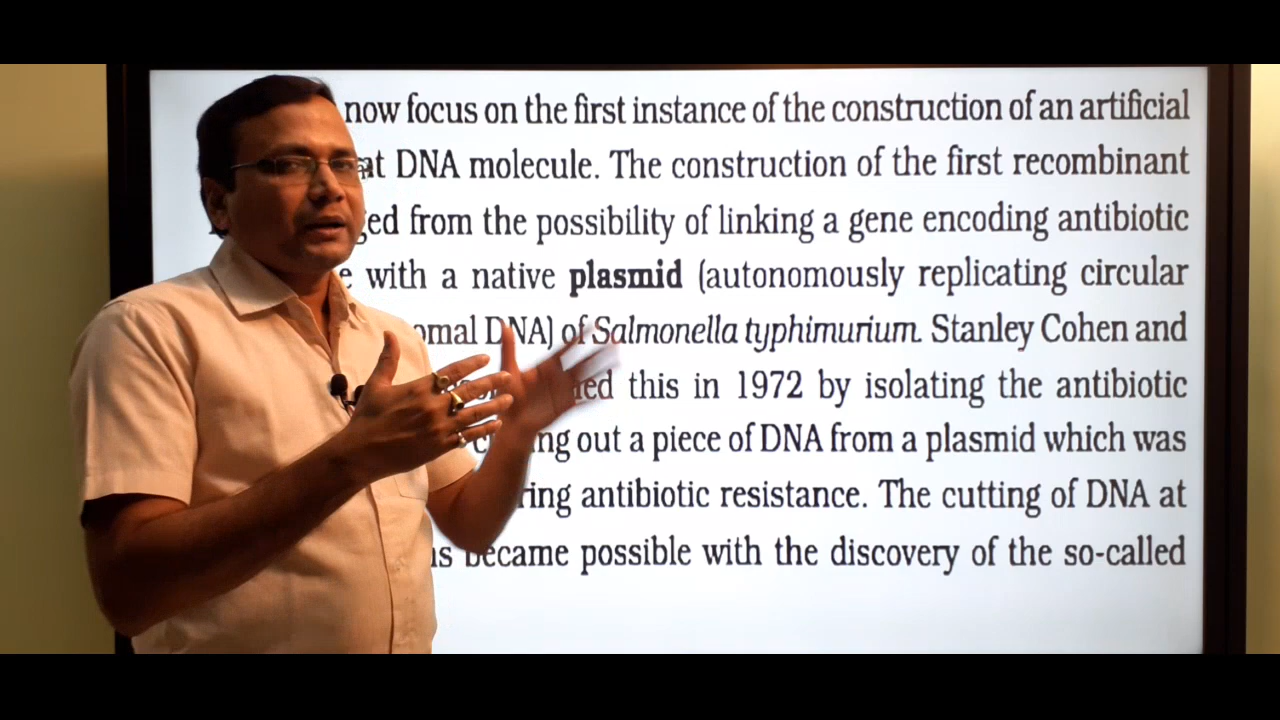 now focus on the first instance of the construction of an artificial
DNA molecule. The construction of the first recombinant
from the possibility of linking a gene encoding antibiotic
with a native plasmid (autonomously replicating circular
DNA) of Salmonella typhimurium. Stanley Cohen and
this in 1972 by isolating the antibiotic
out a piece of DNA from a plasmid which was
antibiotic resistance. The cutting of DNA at
became possible with the discovery of the so-called